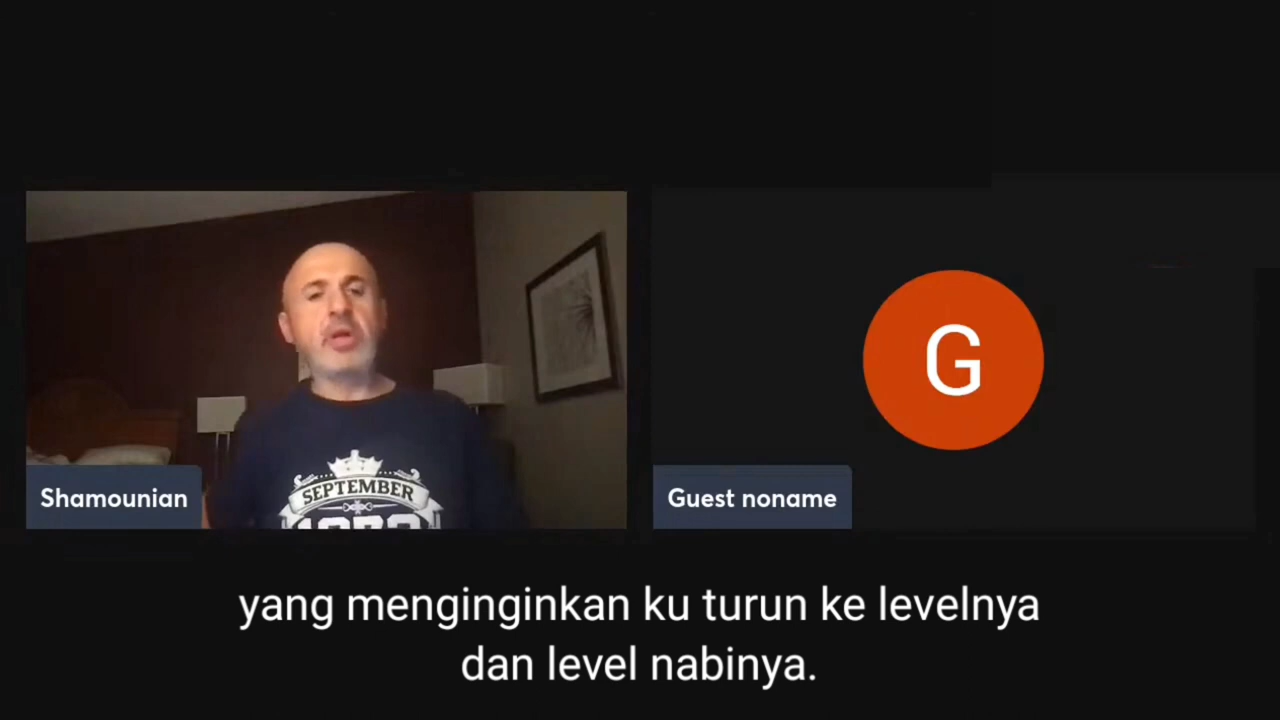 G
SEPTEMBER
Shamounian
Guest noname
yang menginginkan ku turun ke levelnya
dan level nabinya.